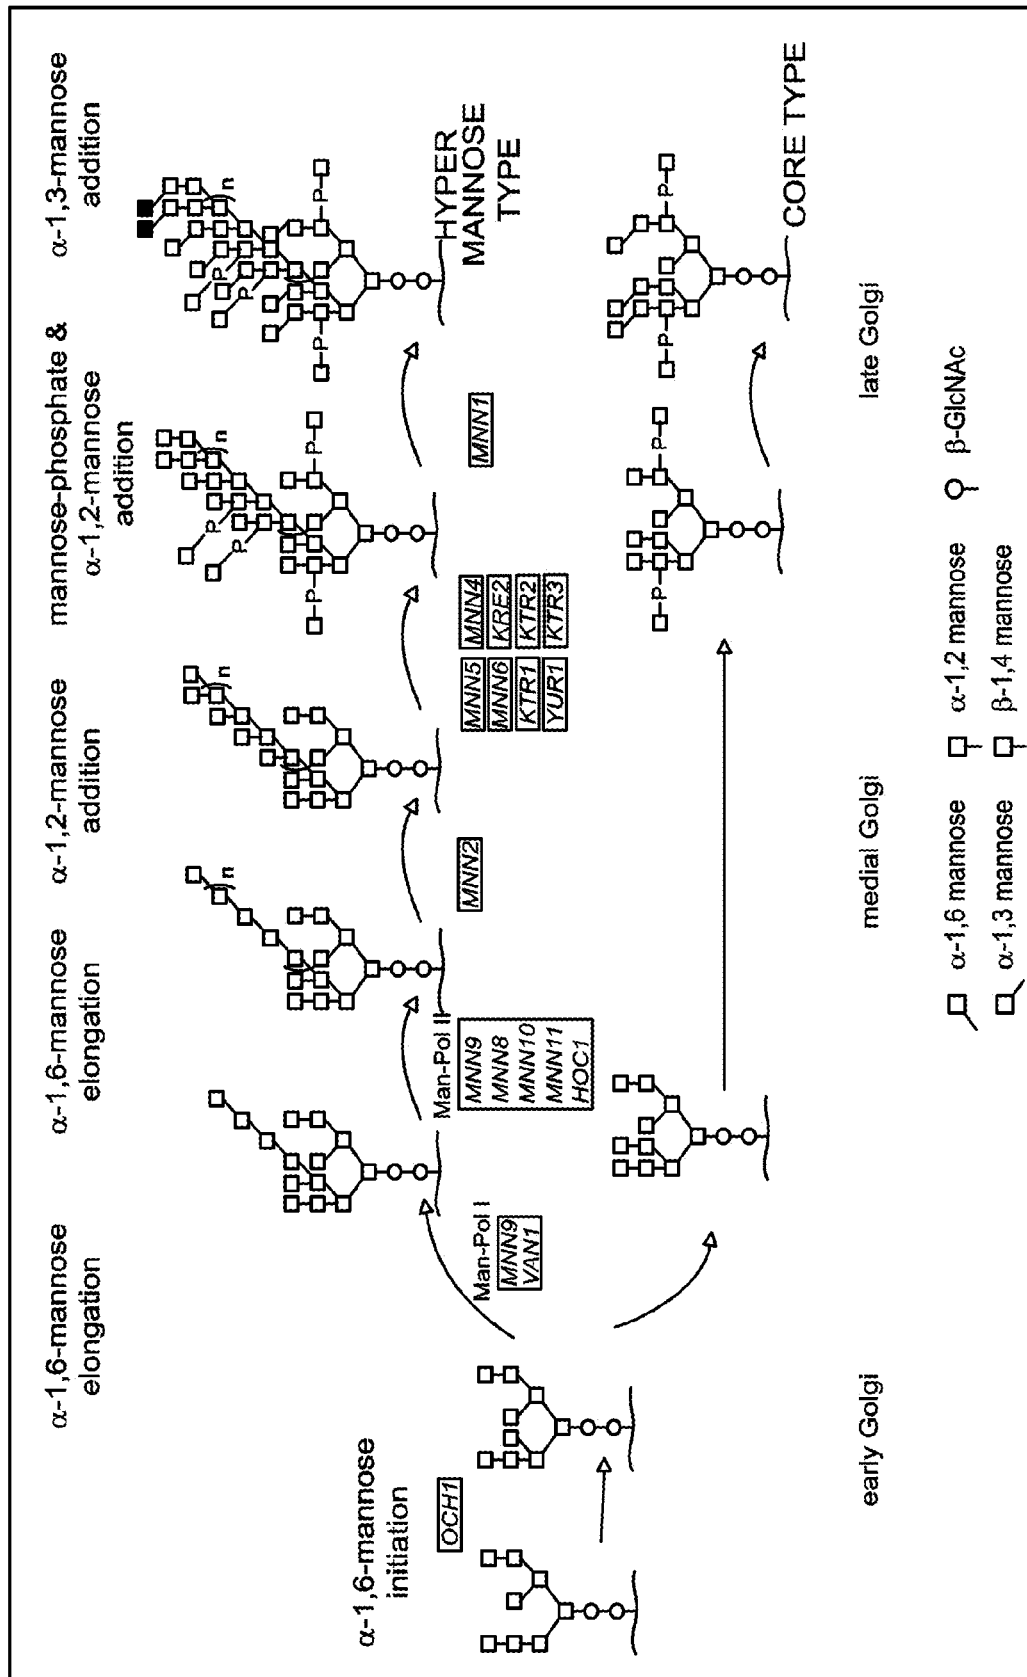 α-1,6-mannose
initiation
OCH1
α-1,6-mannose
elongation
Man-Pol I
MNN9
VAN1
α-1,6-mannose
elongation
Man-Pol II
MNN9
MNN8
MNN10
MNN11
HOC1
n
α-1,2-mannose
addition
MNN2
n
mannose-phosphate &
α-1,2-mannose
addition
MNN5 MNN4
MNN6 KRE2
KTR1 KTR2
YUR1 KTR3
n
P
P
P
P
α-1,3-mannose
addition
MNN1
n
P
P
P
P
HYPER
MANNOSE
TYPE
P
P
P
P
CORE TYPE
early Golgi
medial Golgi
late Golgi
α-1,6 mannose
α-1,2 mannose
β-GlcNAc
α-1,3 mannose
β-1,4 mannose